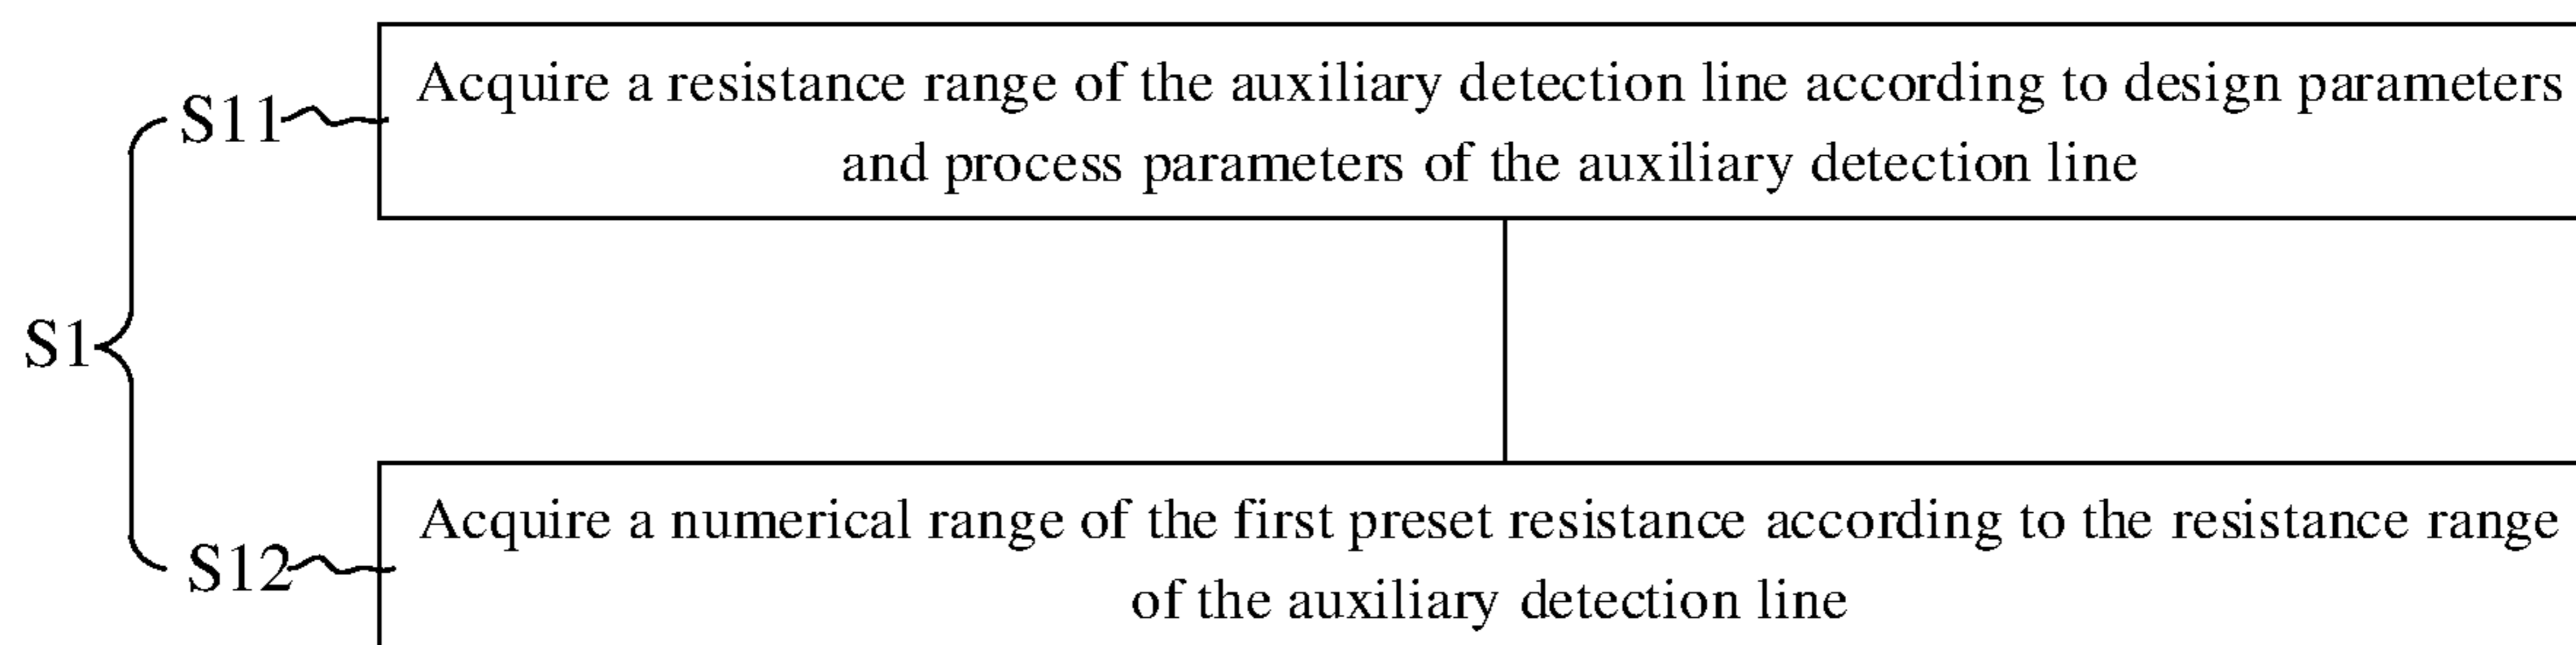 S11
Acquire a resistance range of the auxiliary detection line according to design parameters
and process parameters of the auxiliary detection line
S1
S12
Acquire a numerical range of the first preset resistance according to the resistance range
of the auxiliary detection line